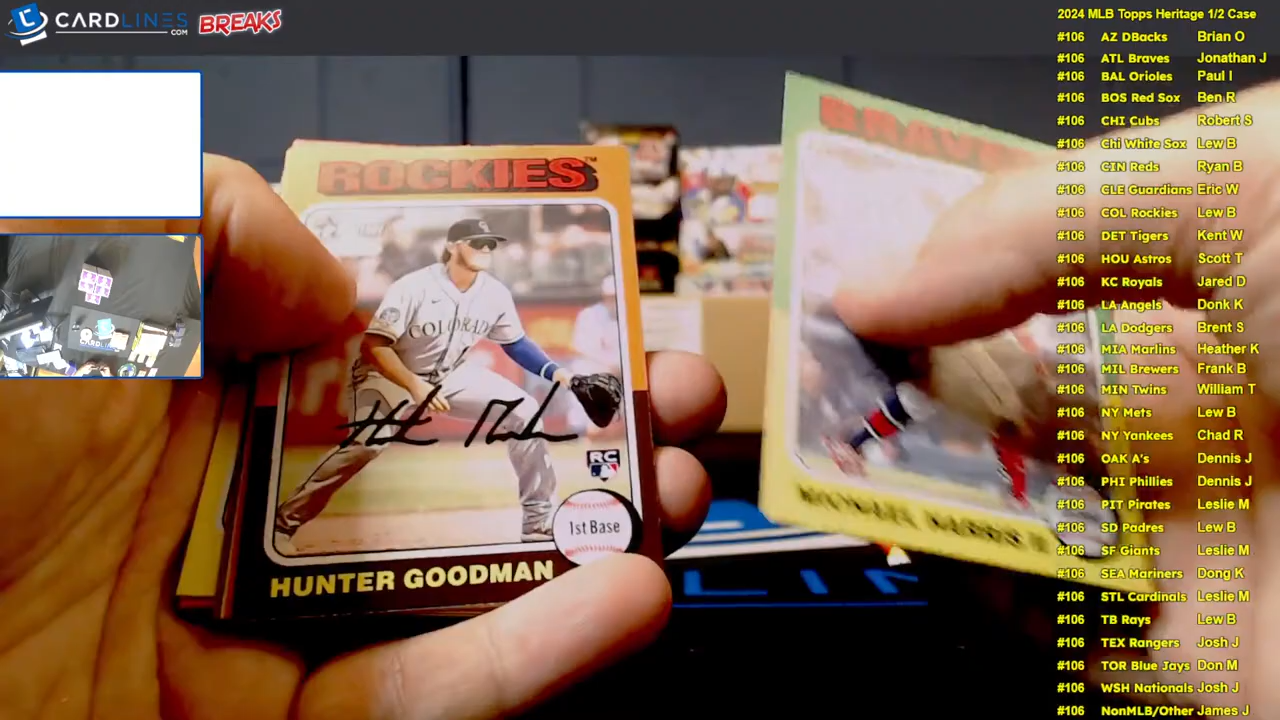 CARDLINES
.COM
BREAKS
ROCKIES™
COLORADO
RC
1st Base
HUNTER GOODMAN
BRAVES
MICHAEL HARRIS
2024 MLB Topps Heritage 1/2 Case
#106 AZ DBacks Brian O
#106 ATL Braves Jonathan J
#106 BAL Orioles Paul I
#106 BOS Red Sox Ben R
#106 CHI Cubs Robert S
#106 Chi White Sox Lew B
#106 CIN Reds Ryan B
#106 CLE Guardians Eric W
#106 COL Rockies Lew B
#106 DET Tigers Kent W
#106 HOU Astros Scott T
#106 KC Royals Jared D
#106 LA Angels Donk K
#106 LA Dodgers Brent S
#106 MIA Marlins Heather K
#106 MIL Brewers Frank B
#106 MIN Twins William T
#106 NY Mets Lew B
#106 NY Yankees Chad R
#106 OAK A's Dennis J
#106 PHI Phillies Dennis J
#106 PIT Pirates Leslie M
#106 SD Padres Lew B
#106 SF Giants Leslie M
#106 SEA Mariners Dong K
#106 STL Cardinals Leslie M
#106 TB Rays Lew B
#106 TEX Rangers Josh J
#106 TOR Blue Jays Don M
#106 WSH Nationals Josh J
#106 NonMLB/Other James J